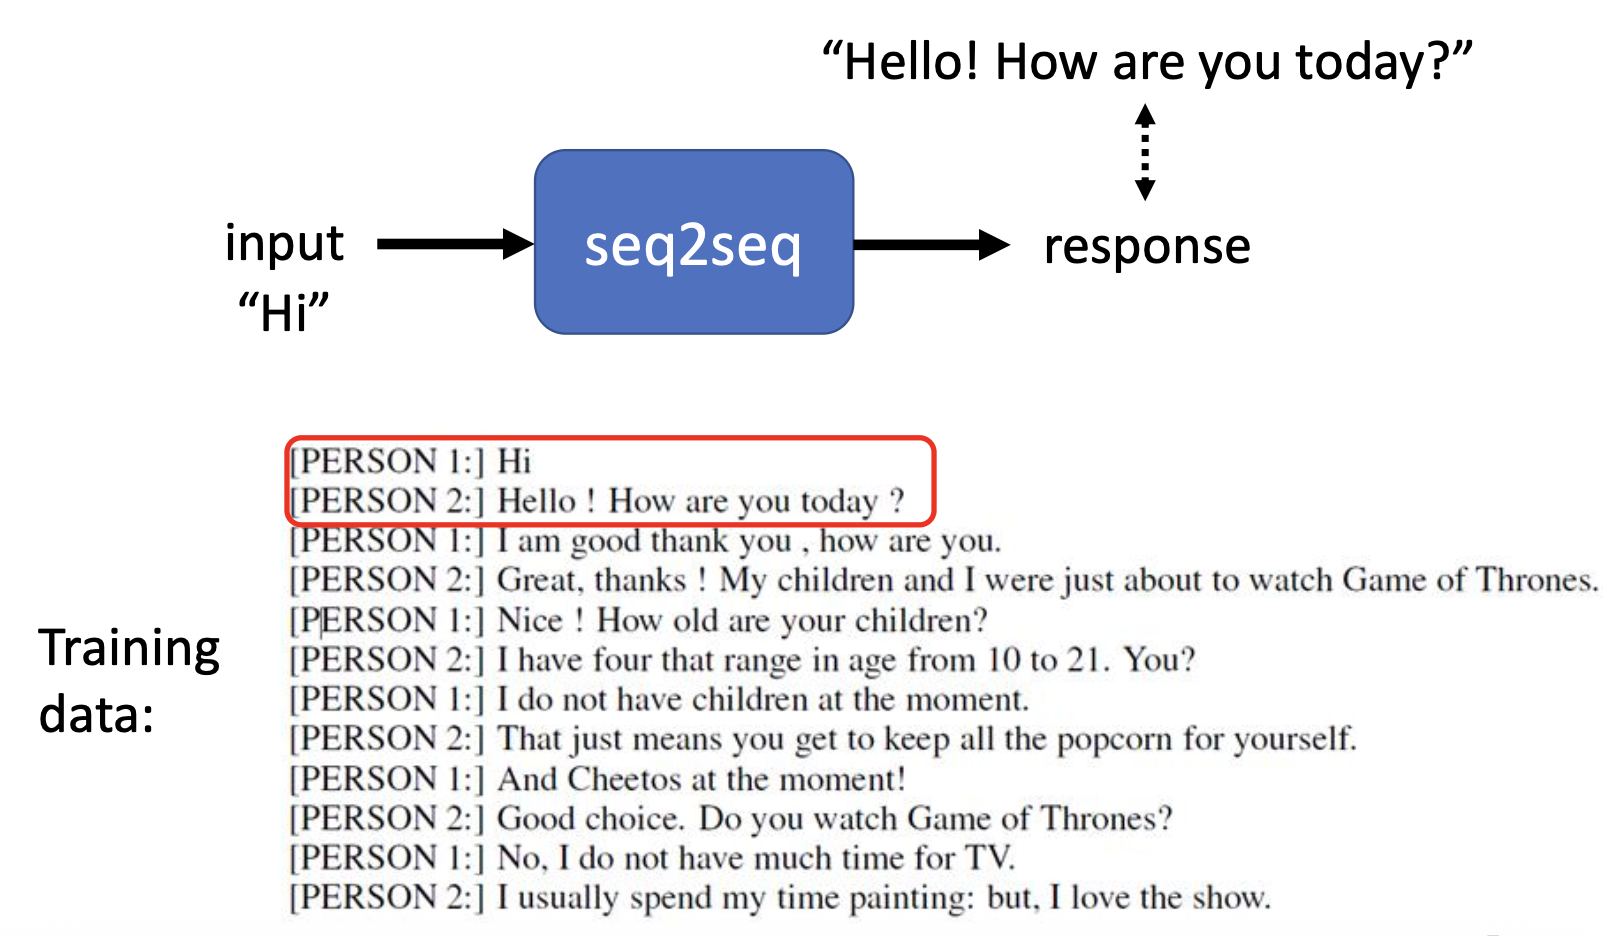 “Hello! How are you today?”
input
seq2seq
response
“Hi”
Training
data:
[PERSON 1:] Hi
[PERSON 2:] Hello ! How are you today ?
[PERSON 1:] I am good thank you , how are you.
[PERSON 2:] Great, thanks ! My children and I were just about to watch Game of Thrones.
[PERSON 1:] Nice ! How old are your children?
[PERSON 2:] I have four that range in age from 10 to 21. You?
[PERSON 1:] I do not have children at the moment.
[PERSON 2:] That just means you get to keep all the popcorn for yourself.
[PERSON 1:] And Cheetos at the moment!
[PERSON 2:] Good choice. Do you watch Game of Thrones?
[PERSON 1:] No, I do not have much time for TV.
[PERSON 2:] I usually spend my time painting: but, I love the show.